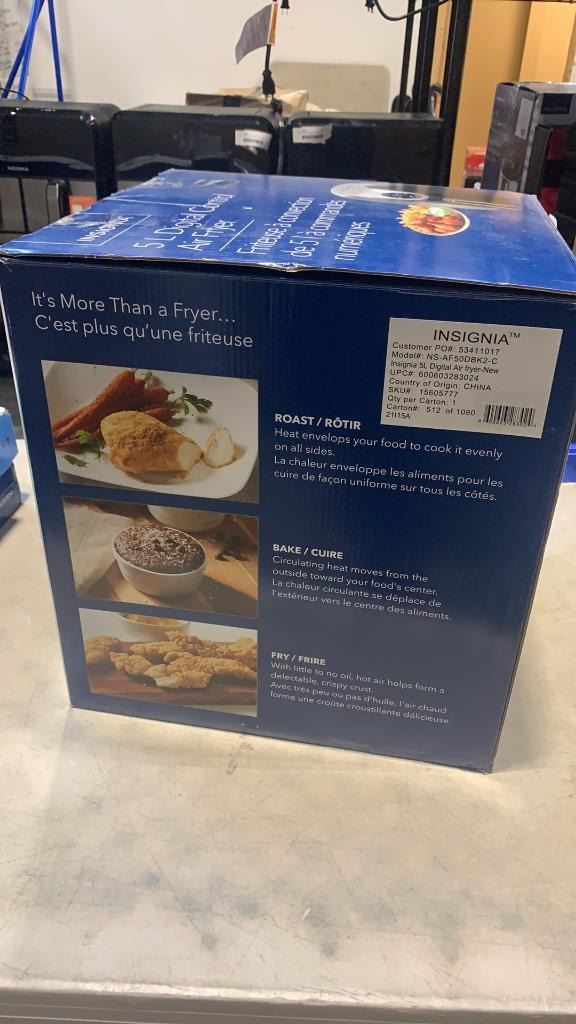 INSIGNIA
5 L Digital Control
Air Fryer
Friteuse à convection
de 5 l à commandes
numériques
It's More Than a Fryer...
C'est plus qu'une friteuse
INSIGNIA™
Customer PO#: 53411017
Model#: NS-AF50DBK2-C
Insignia 5L Digital Air fryer-New
UPC#: 600603283024
Country of Origin: CHINA
SKU#: 15605777
Qty per Carton: 1
Carton#: 512 of 1080
21I15A
ROAST / RÔTIR
Heat envelops your food to cook it evenly
on all sides.
La chaleur enveloppe les aliments pour les
cuire de façon uniforme sur tous les côtés.
BAKE / CUIRE
Circulating heat moves from the
outside toward your food's center.
La chaleur circulante se déplace de
l'extérieur vers le centre des aliments.
FRY / FRIRE
With little to no oil, hot air helps form a
delectable, crispy crust.
Avec très peu ou pas d'huile, l'air chaud
forme une croûte croustillante délicieuse.